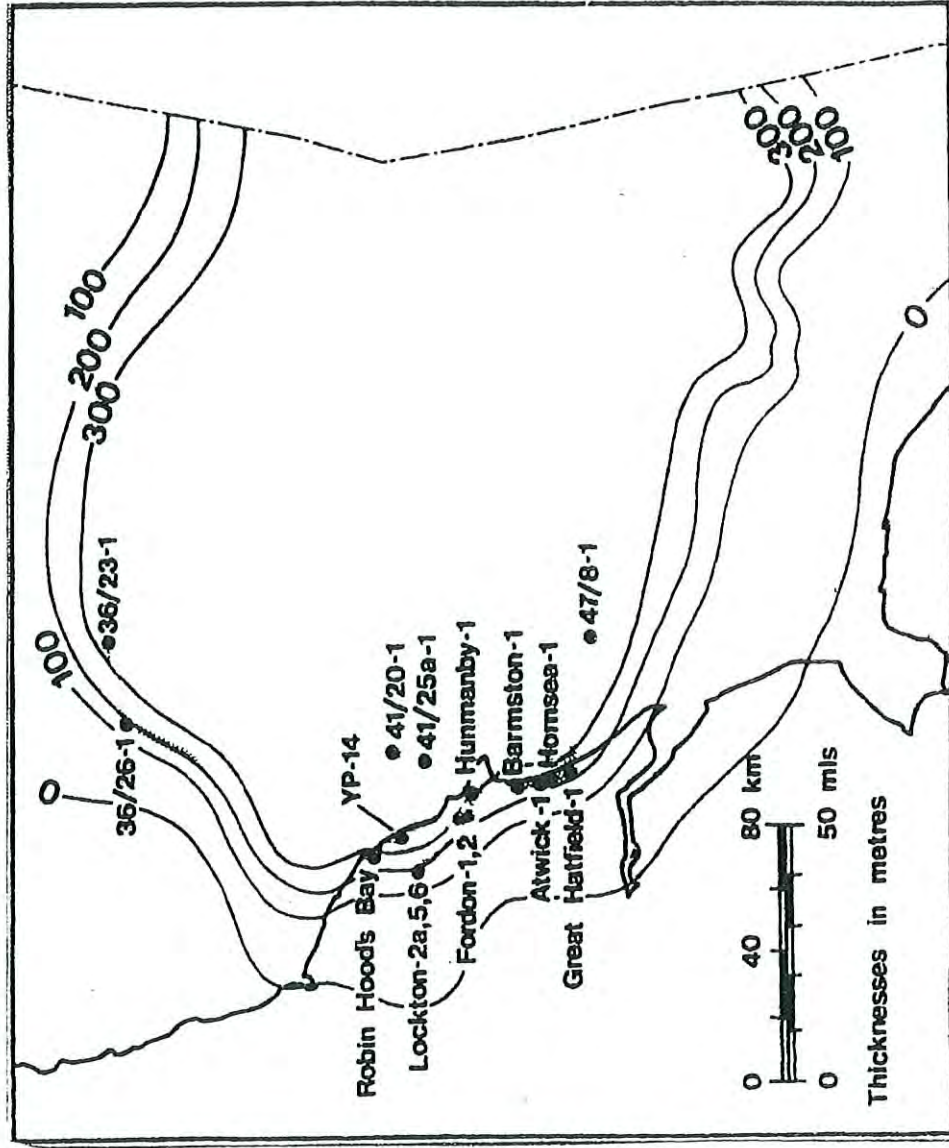 100
200
300
100
36/23-1
36/26-1
0
YP-14
41/20-1
41/25a-1
Robin Hood's Bay
Lockton-2a,5,6
Fordon-1,2
Hunmanby-1
Barmston-1
Atwick-1
Hornsea-1
Great Hatfield-1
47/8-1
300
200
100
0
0 40 80 km
0 50 mls
Thicknesses in metres